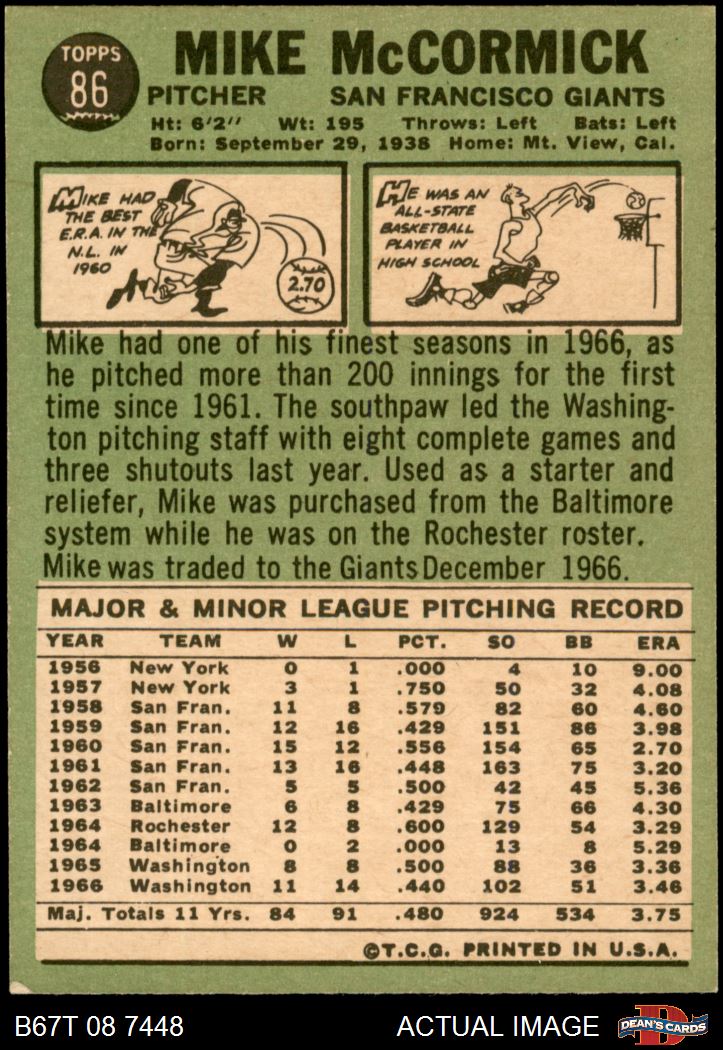 TOPPS
86
MIKE McCORMICK
PITCHER SAN FRANCISCO GIANTS
Ht: 6'2" Wt: 195 Throws: Left Bats: Left
Born: September 29, 1938 Home: Mt. View, Cal.
MIKE HAD
THE BEST
E.R.A. IN THE
N.L. IN
1960
2.70
HE WAS AN
ALL-STATE
BASKETBALL
PLAYER IN
HIGH SCHOOL
Mike had one of his finest seasons in 1966, as
he pitched more than 200 innings for the first
time since 1961. The southpaw led the Washing-
ton pitching staff with eight complete games and
three shutouts last year. Used as a starter and
reliefer, Mike was purchased from the Baltimore
system while he was on the Rochester roster.
Mike was traded to the Giants December 1966.
MAJOR & MINOR LEAGUE PITCHING RECORD
YEAR TEAM W L PCT. SO BB ERA
1956 New York 0 1 .000 4 10 9.00
1957 New York 3 1 .750 50 32 4.08
1958 San Fran. 11 8 .579 82 60 4.60
1959 San Fran. 12 16 .429 151 86 3.98
1960 San Fran. 15 12 .556 154 65 2.70
1961 San Fran. 13 16 .448 163 75 3.20
1962 San Fran. 5 5 .500 42 45 5.36
1963 Baltimore 6 8 .429 75 66 4.30
1964 Rochester 12 8 .600 129 54 3.29
1964 Baltimore 0 2 .000 13 8 5.29
1965 Washington 8 8 .500 88 36 3.36
1966 Washington 11 14 .440 102 51 3.46
Maj. Totals 11 Yrs. 84 91 .480 924 534 3.75
©T.C.G. PRINTED IN U.S.A.
B67T 08 7448 ACTUAL IMAGE
D
DEAN'S CARDS